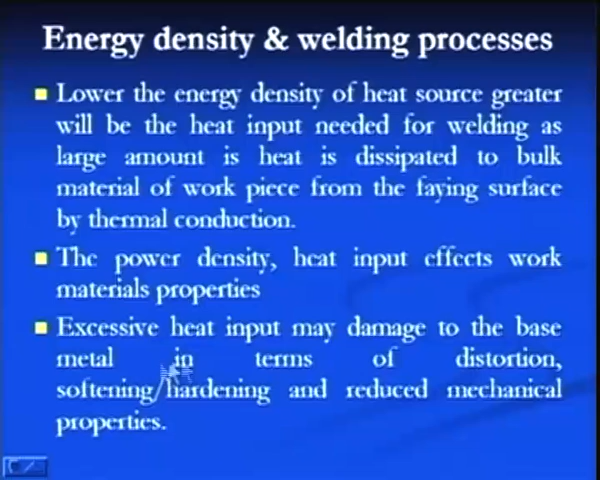 Energy density & welding processes
Lower the energy density of heat source greater
will be the heat input needed for welding as
large amount is heat is dissipated to bulk
material of work piece from the faying surface
by thermal conduction.
The power density, heat input effects work
materials properties
Excessive heat input may damage to the base
metal in terms of distortion,
softening/hardening and reduced mechanical
properties.